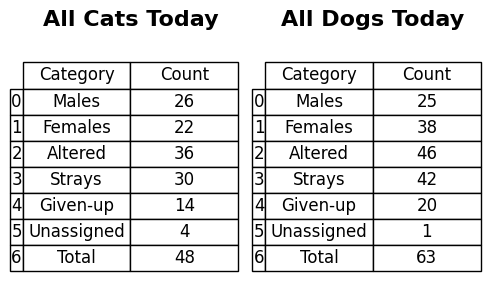 All Cats Today
Category Count
0 Males 26
1 Females 22
2 Altered 36
3 Strays 30
4 Given-up 14
5 Unassigned 4
6 Total 48
All Dogs Today
Category Count
0 Males 25
1 Females 38
2 Altered 46
3 Strays 42
4 Given-up 20
5 Unassigned 1
6 Total 63